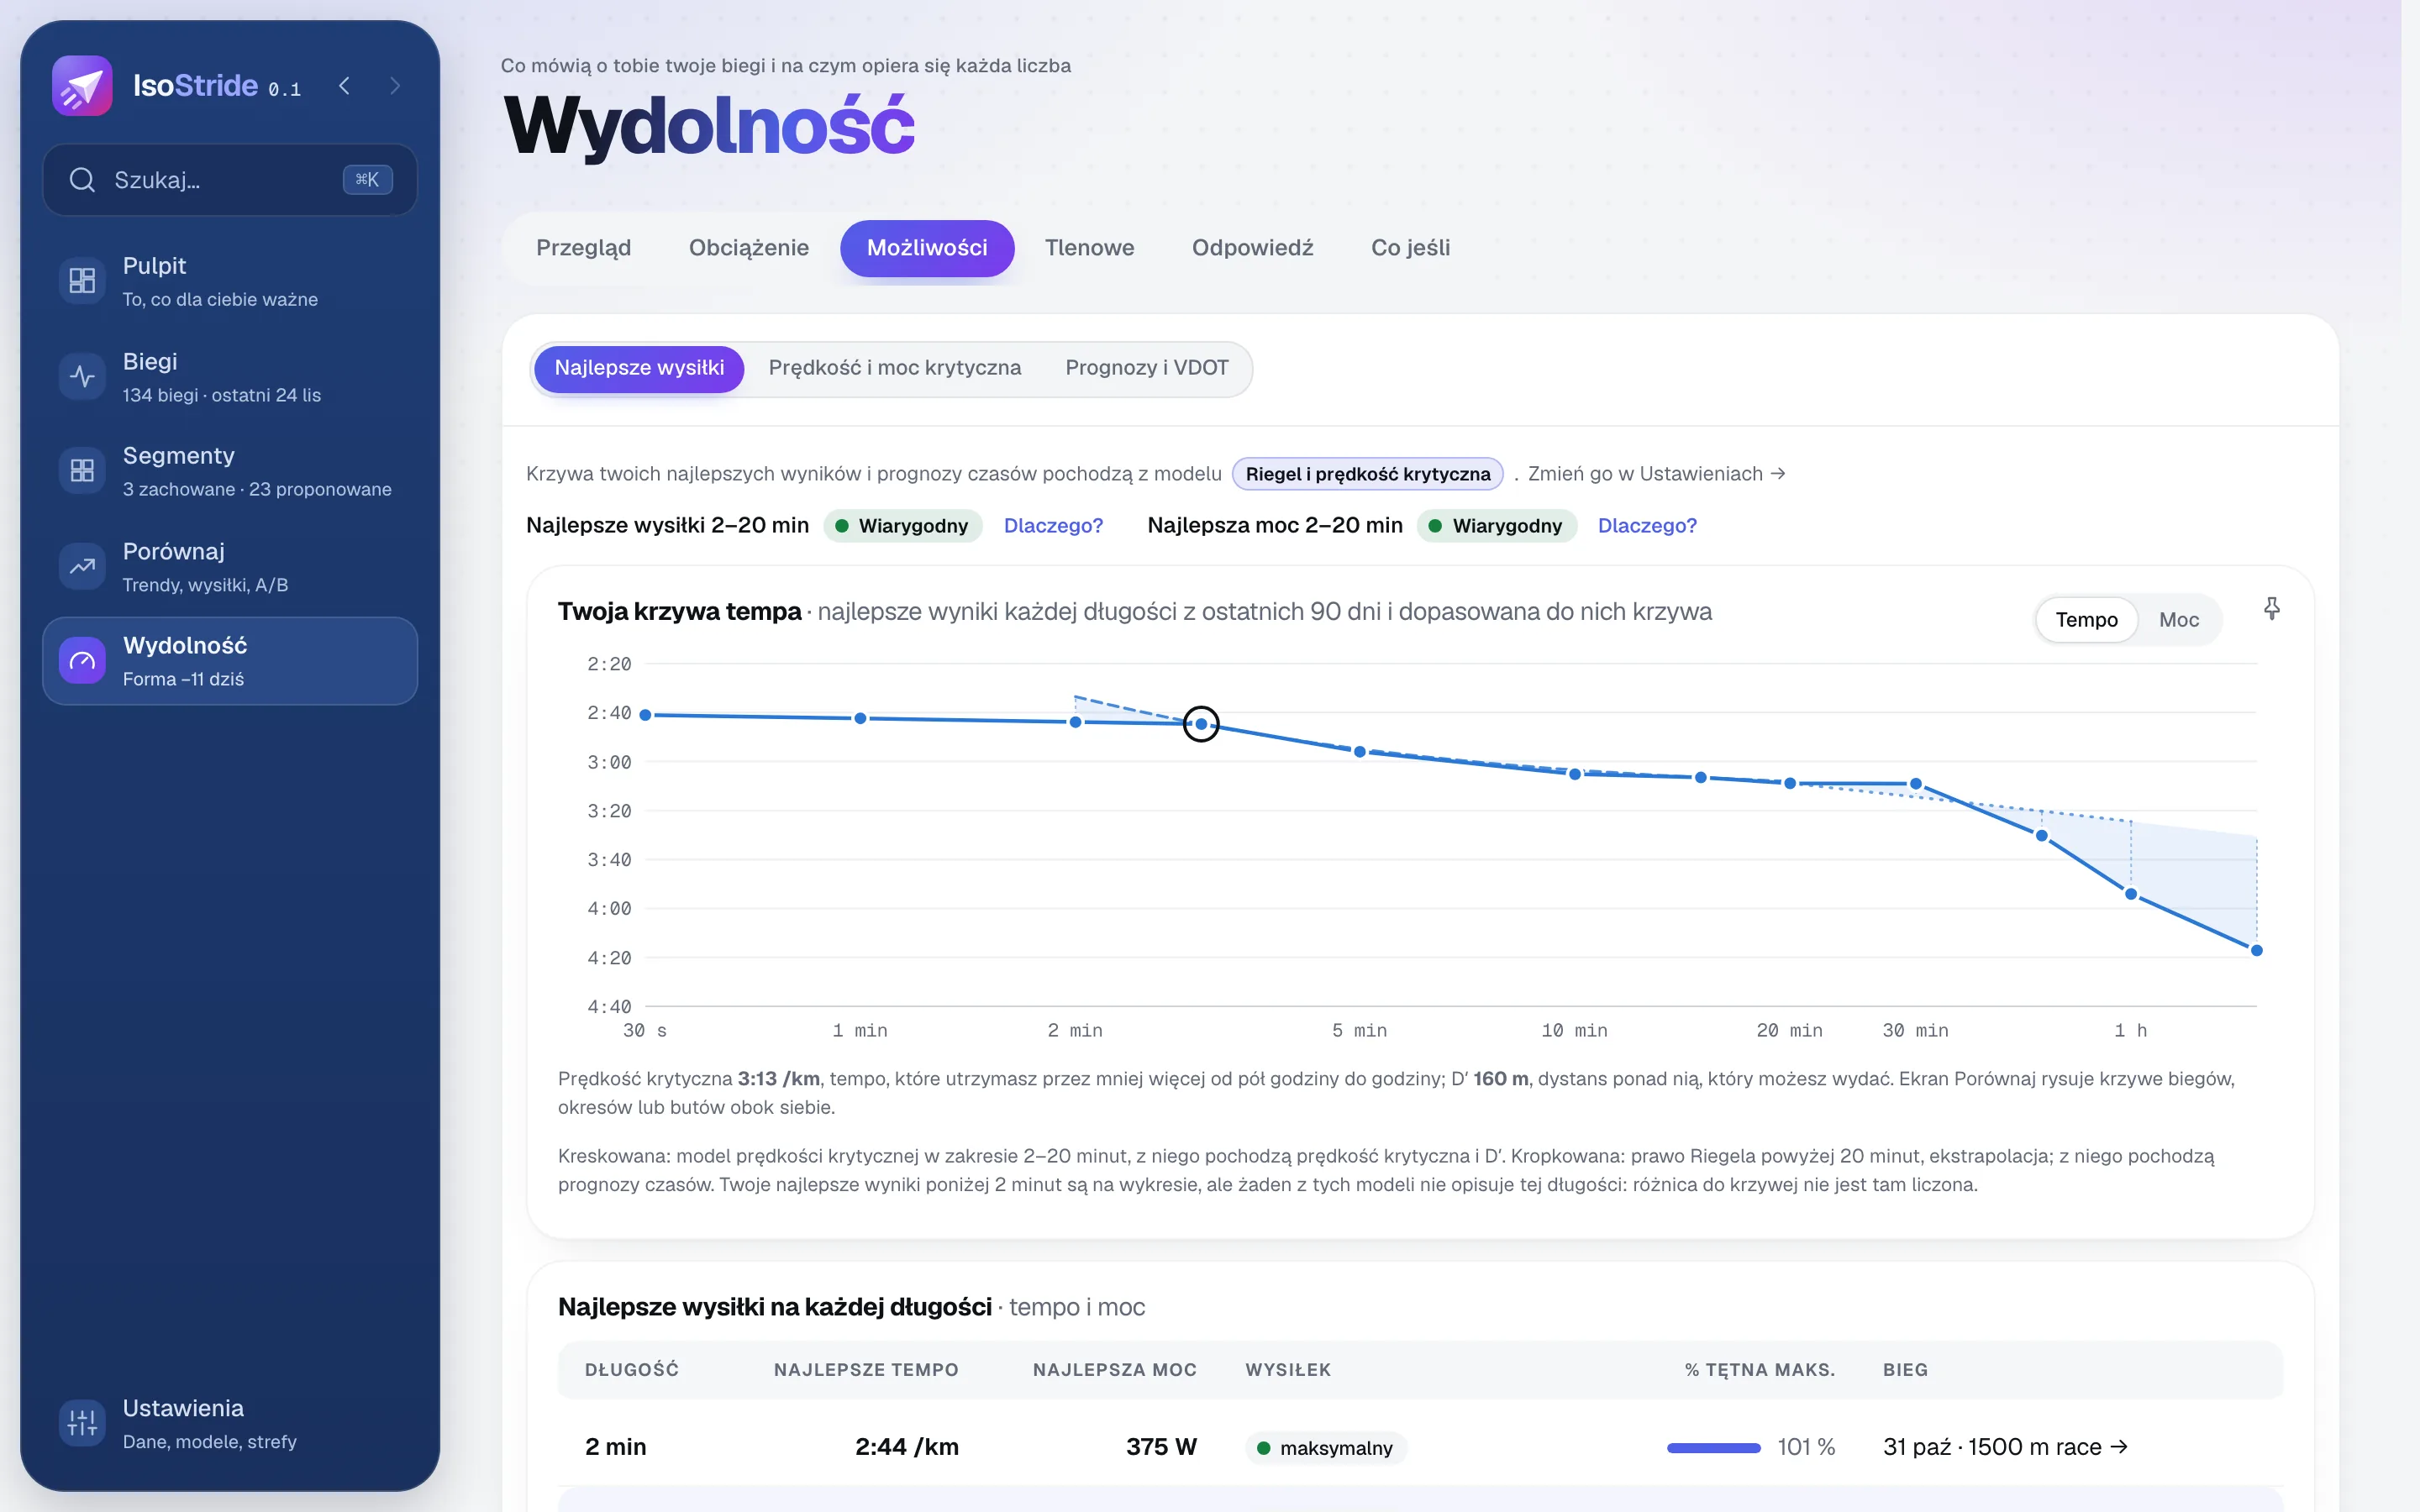 IsoStride 0.1
Szukaj... ⌘K
Pulpit
To, co dla ciebie ważne
Biegi
134 biegi · ostatni 24 lis
Segmenty
3 zachowane · 23 proponowane
Porównaj
Trendy, wysiłki, A/B
Wydolność
Forma −11 dziś
Ustawienia
Dane, modele, strefy
Co mówią o tobie twoje biegi i na czym opiera się każda liczba
Wydolność
Przegląd Obciążenie Możliwości Tlenowe Odpowiedź Co jeśli
Najlepsze wysiłki Prędkość i moc krytyczna Prognozy i VDOT
Krzywa twoich najlepszych wyników i prognozy czasów pochodzą z modelu Riegel i prędkość krytyczna . Zmień go w Ustawieniach →
Najlepsze wysiłki 2–20 min Wiarygodny Dlaczego? Najlepsza moc 2–20 min Wiarygodny Dlaczego?
Twoja krzywa tempa · najlepsze wyniki każdej długości z ostatnich 90 dni i dopasowana do nich krzywa
Tempo Moc
2:20
2:40
3:00
3:20
3:40
4:00
4:20
4:40
30 s 1 min 2 min 5 min 10 min 20 min 30 min 1 h
Prędkość krytyczna 3:13 /km, tempo, które utrzymasz przez mniej więcej od pół godziny do godziny; D′ 160 m, dystans ponad nią, który możesz wydać. Ekran Porównaj rysuje krzywe biegów,
okresów lub butów obok siebie.
Kreskowana: model prędkości krytycznej w zakresie 2–20 minut, z niego pochodzą prędkość krytyczna i D′. Kropkowana: prawo Riegela powyżej 20 minut, ekstrapolacja; z niego pochodzą
prognozy czasów. Twoje najlepsze wyniki poniżej 2 minut są na wykresie, ale żaden z tych modeli nie opisuje tej długości: różnica do krzywej nie jest tam liczona.
Najlepsze wysiłki na każdej długości · tempo i moc
DŁUGOŚĆ NAJLEPSZE TEMPO NAJLEPSZA MOC WYSIŁEK % TĘTNA MAKS. BIEG
2 min 2:44 /km 375 W maksymalny 101 % 31 paź · 1500 m race →